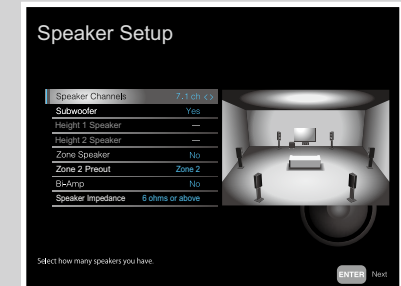 Speaker Setup
Speaker Channels 7.1 ch <>
Subwoofer Yes
Height 1 Speaker —
Height 2 Speaker —
Zone Speaker No
Zone 2 Preout Zone 2
Bi-Amp No
Speaker Impedance 6 ohms or above
Select how many speakers you have.
ENTER Next